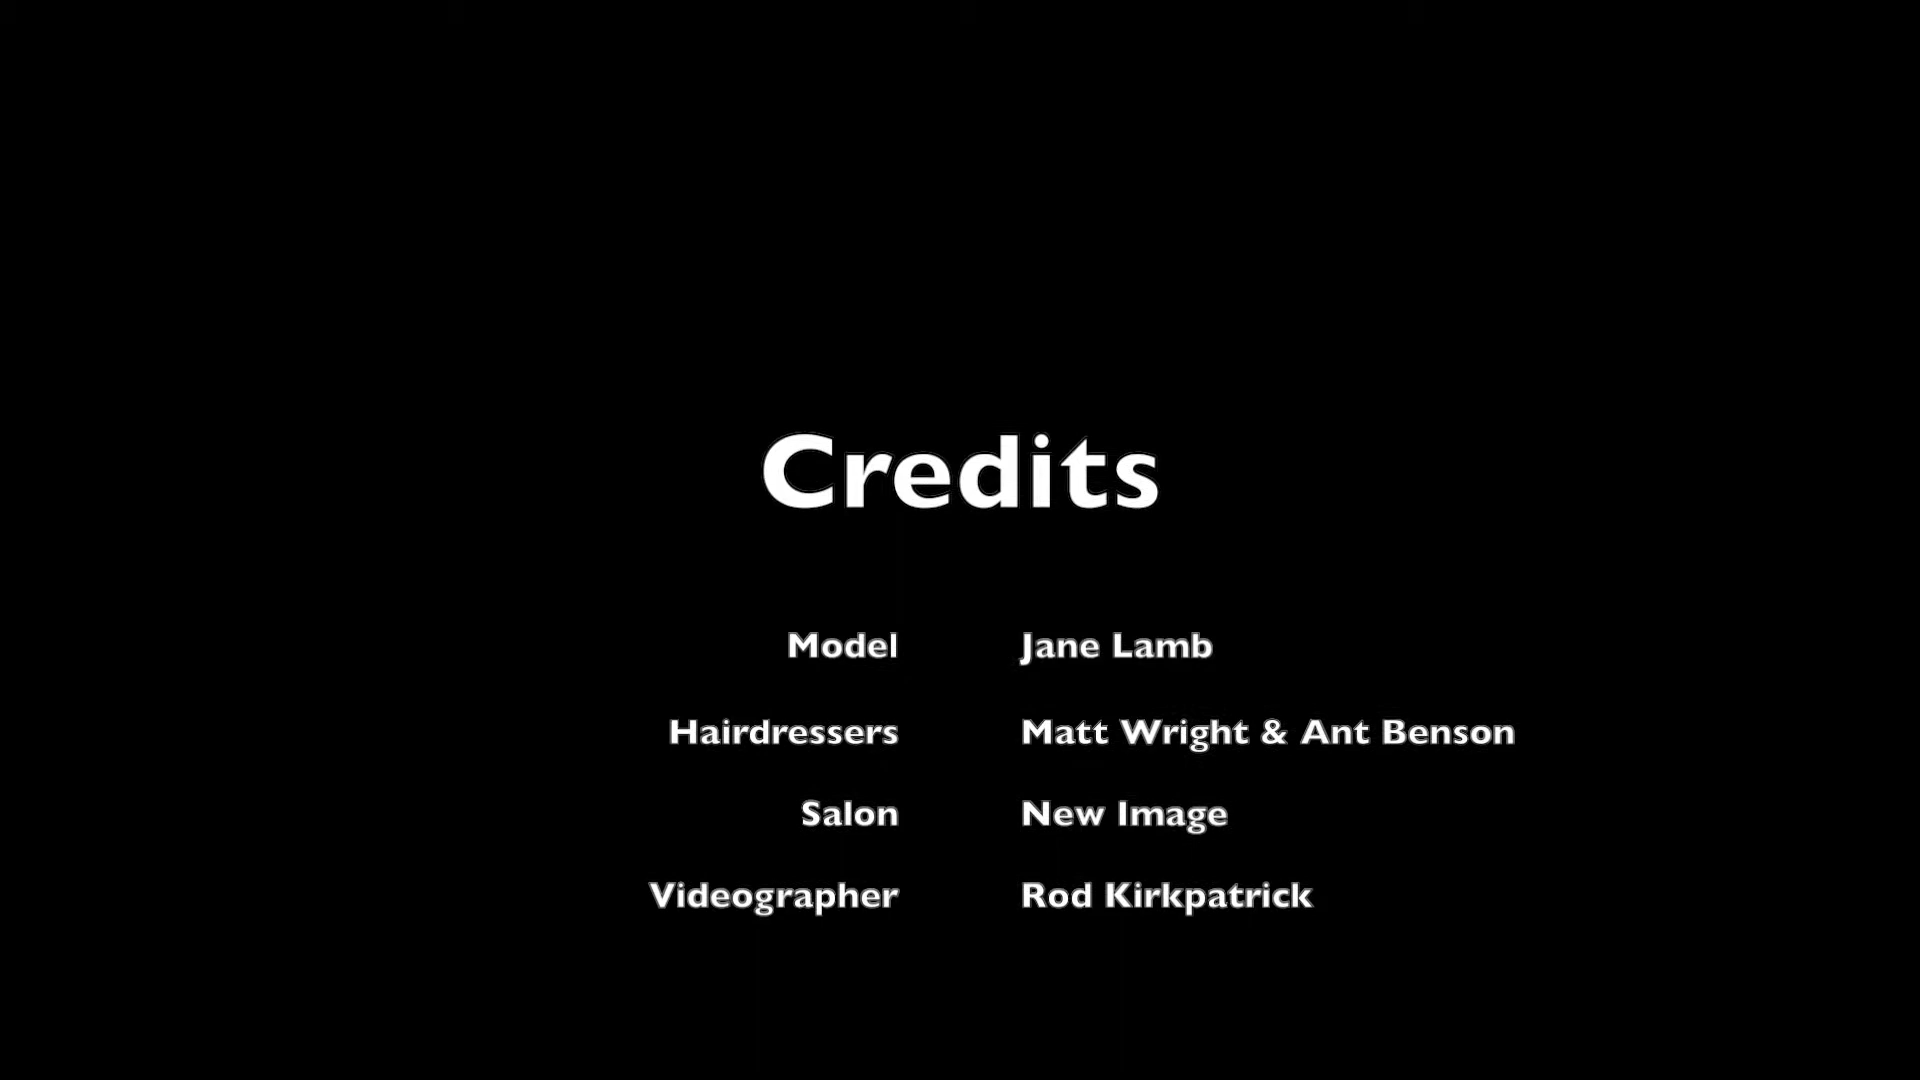 Credits
Model Jane Lamb
Hairdressers Matt Wright & Ant Benson
Salon New Image
Videographer Rod Kirkpatrick